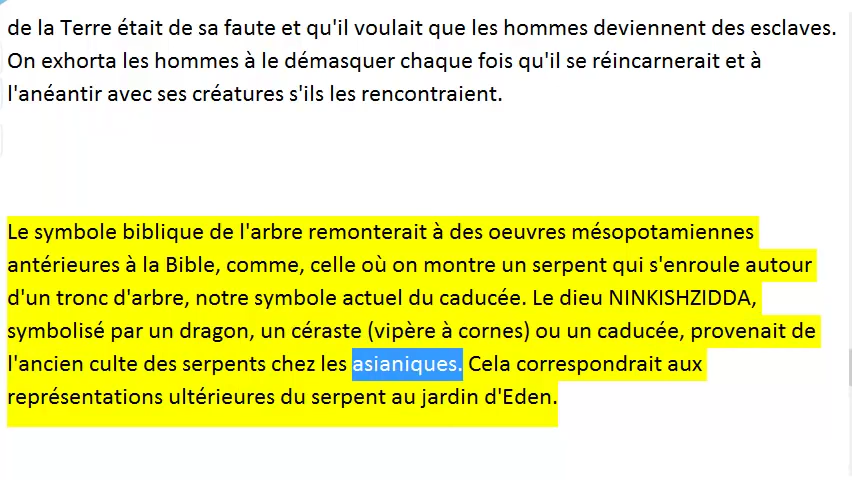 de la Terre était de sa faute et qu'il voulait que les hommes deviennent des esclaves.
On exhorta les hommes à le démasquer chaque fois qu'il se réincarnerait et à
l'anéantir avec ses créatures s'ils les rencontraient.
Le symbole biblique de l'arbre remonterait à des oeuvres mésopotamiennes
antérieures à la Bible, comme, celle où on montre un serpent qui s'enroule autour
d'un tronc d'arbre, notre symbole actuel du caducée. Le dieu NINKISHZIDDA,
symbolisé par un dragon, un céraste (vipère à cornes) ou un caducée, provenait de
l'ancien culte des serpents chez les asianiques. Cela correspondrait aux
représentations ultérieures du serpent au jardin d'Eden.